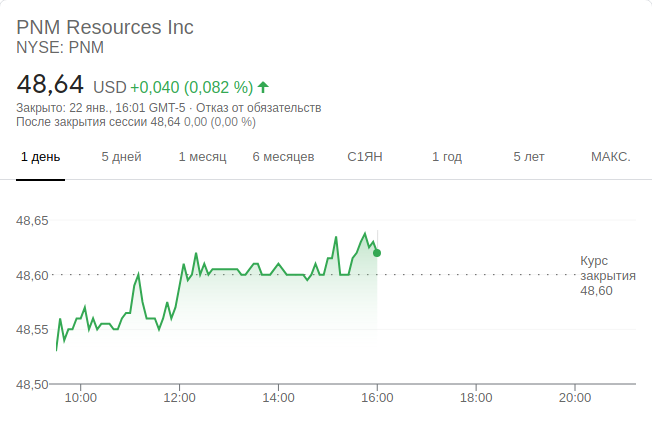 PNM Resources Inc
NYSE: PNM
48,64 USD +0,040 (0,082 %)
Закрыто: 22 янв., 16:01 GMT-5 · Отказ от обязательств
После закрытия сессии 48,64 0,00 (0,00 %)
1 день 5 дней 1 месяц 6 месяцев С1ЯН 1 год 5 лет МАКС.
48,65
48,60
48,55
48,50
Курс
закрытия
48,60
10:00 12:00 14:00 16:00 18:00 20:00